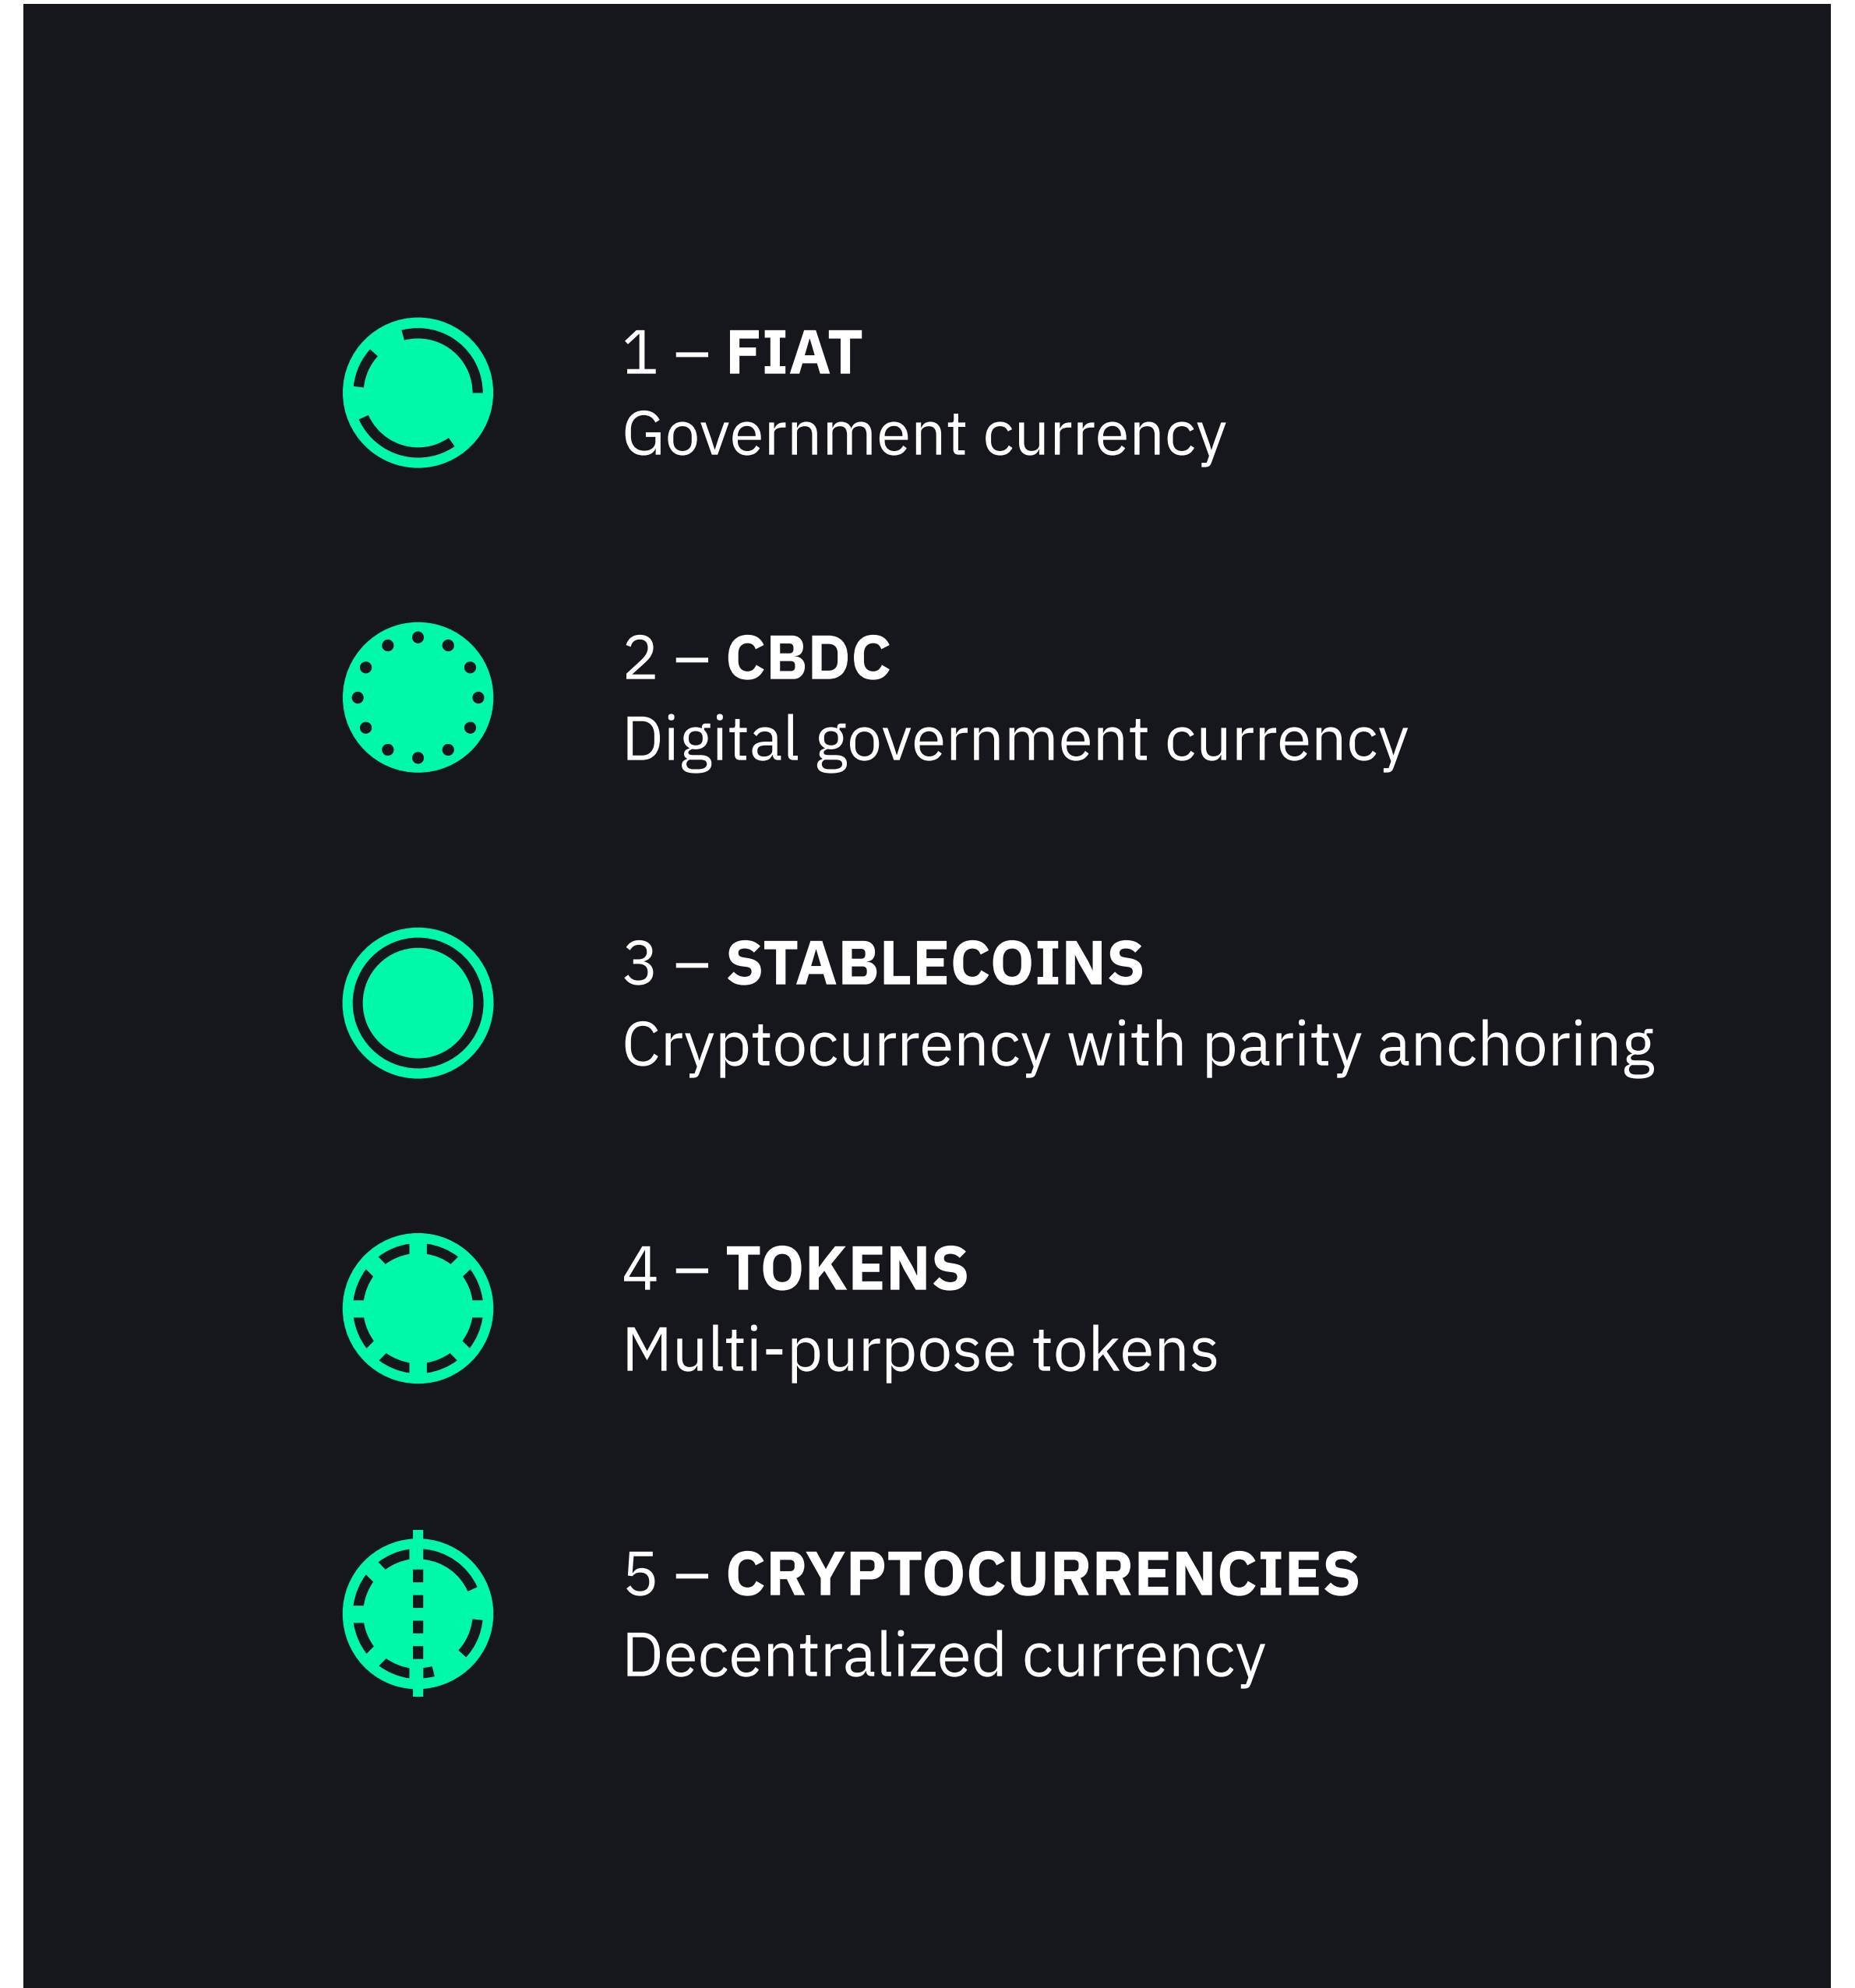 1 — FIAT
Government currency
2 — CBDC
Digital government currency
3 — STABLECOINS
Cryptocurrency with parity anchoring
4 — TOKENS
Multi-purpose tokens
5 — CRYPTOCURRENCIES
Decentralized currency